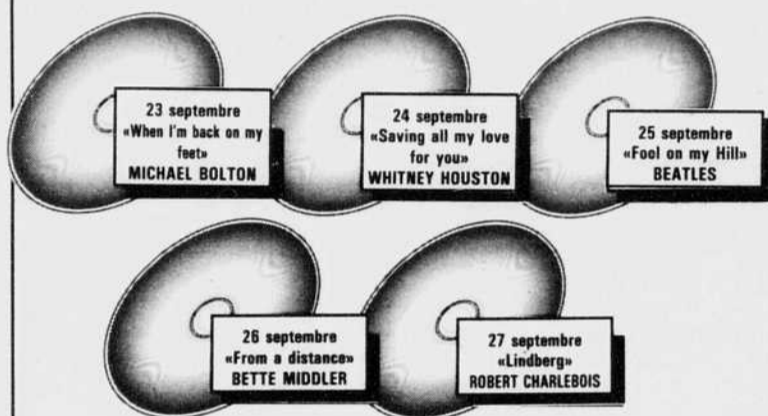 23 septembre
«When I'm back on my
feet»
MICHAEL BOLTON
24 septembre
«Saving all my love
for you»
WHITNEY HOUSTON
25 septembre
«Fool on my Hill»
BEATLES
26 septembre
«From a distance»
BETTE MIDDLER
27 septembre
«Lindberg»
ROBERT CHARLEBOIS